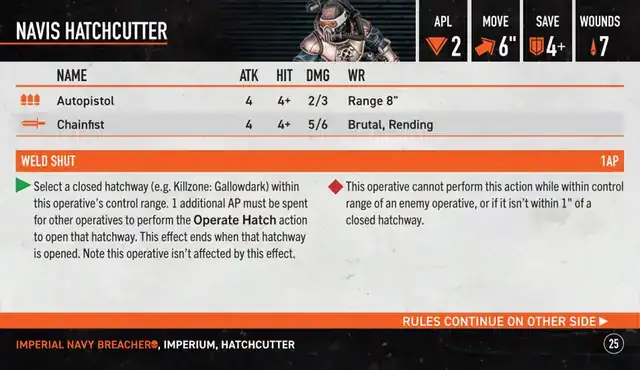 NAVIS HATCHCUTTER
APL MOVE SAVE WOUNDS
2 6" 4+ 7
NAME ATK HIT DMG WR
Autopistol 4 4+ 2/3 Range 8"
Chainfist 4 4+ 5/6 Brutal, Rending
WELD SHUT 1AP
Select a closed hatchway (e.g. Killzone: Gallowdark) within
this operative's control range. 1 additional AP must be spent
for other operatives to perform the Operate Hatch action
to open that hatchway. This effect ends when that hatchway
is opened. Note this operative isn't affected by this effect.
This operative cannot perform this action while within control
range of an enemy operative, or if it isn't within 1" of a
closed hatchway.
RULES CONTINUE ON OTHER SIDE
IMPERIAL NAVY BREACHER, IMPERIUM, HATCHCUTTER
25